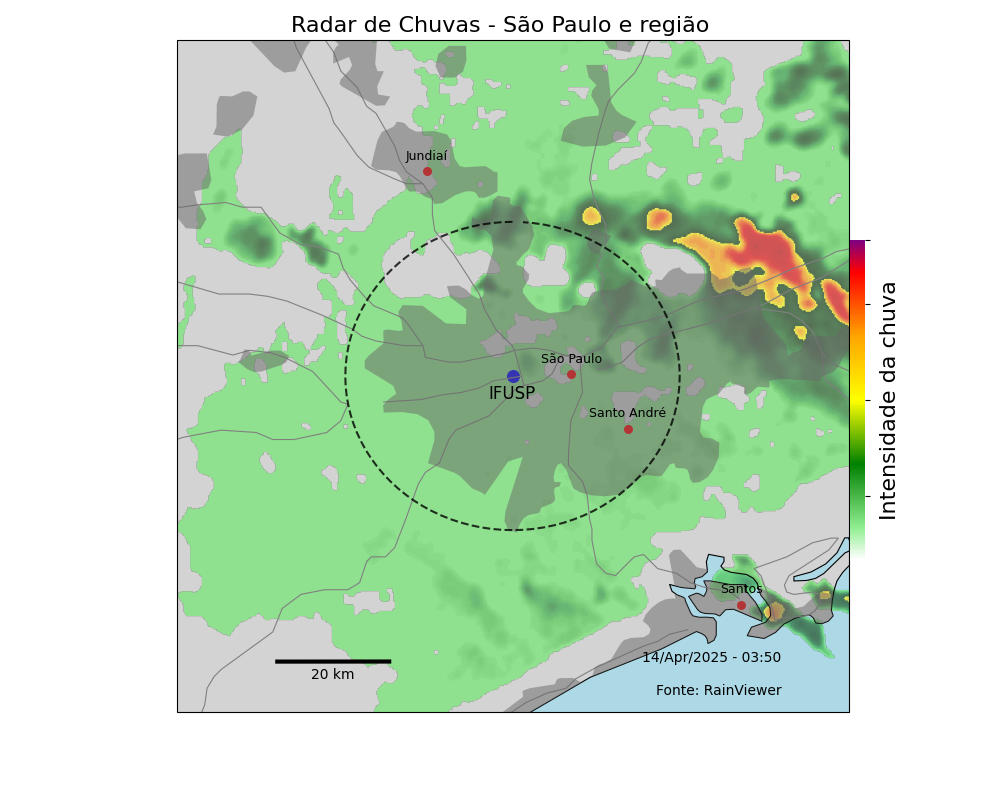 Radar de Chuvas - São Paulo e região
Jundiaí
São Paulo
IFUSP
Santo André
Intensidade da chuva
Santos
20 km
14/Apr/2025 - 03:50
Fonte: RainViewer